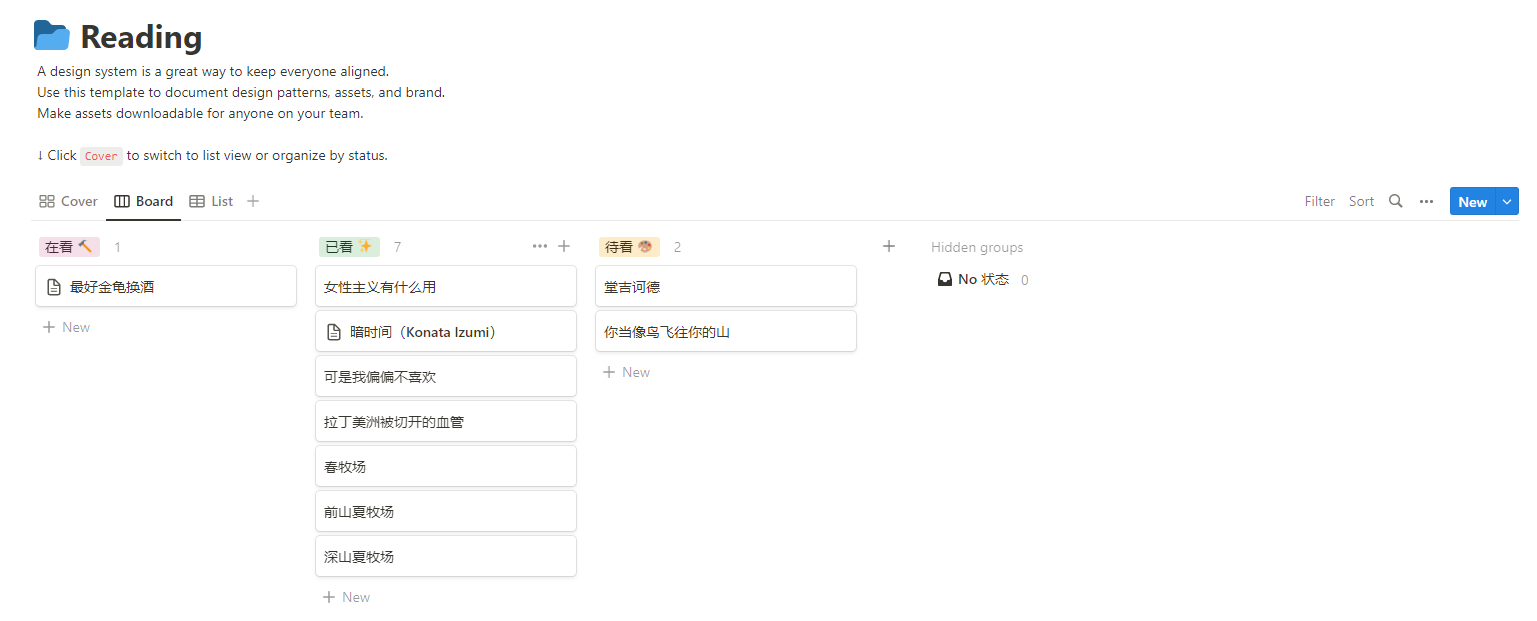 Reading
A design system is a great way to keep everyone aligned.
Use this template to document design patterns, assets, and brand.
Make assets downloadable for anyone on your team.
↓ Click Cover to switch to list view or organize by status.
Cover Board List
Filter Sort New
在看 🔨 1
最好金龟换酒
New
已看 ✨ 7
女性主义有什么用
暗时间（Konata Izumi）
可是我偏偏不喜欢
拉丁美洲被切开的血管
春牧场
前山夏牧场
深山夏牧场
New
待看 🎨 2
堂吉诃德
你当像鸟飞往你的山
New
Hidden groups
No 状态 0